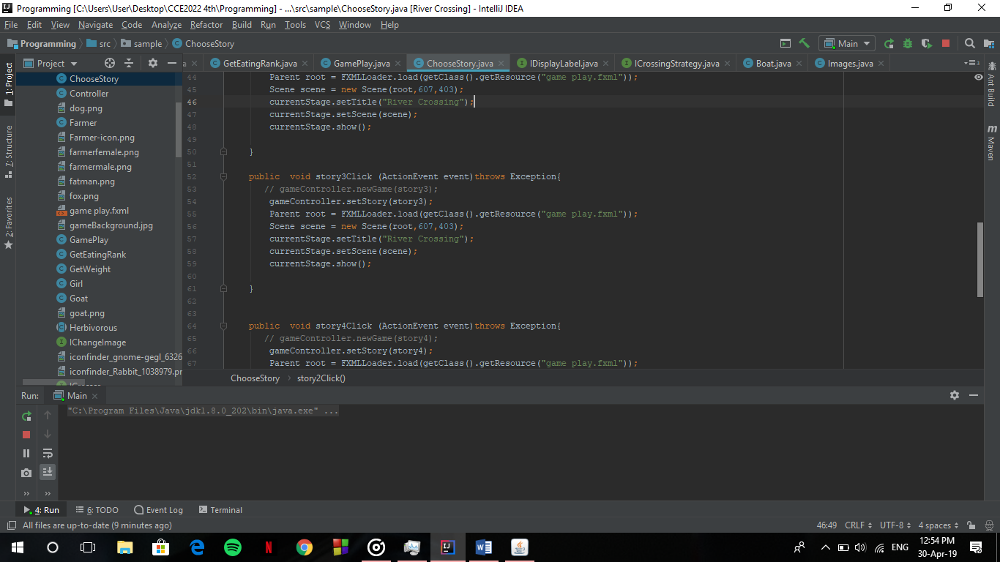 Programming [C:\Users\User\Desktop\CCE2022 4th\Programming] - ...\src\sample\ChooseStory.java [River Crossing] - IntelliJ IDEA
File Edit View Navigate Code Analyze Refactor Build Run Tools VCS Window Help
Programming src sample ChooseStory Main
Project GetEatingRank.java GamePlay.java ChooseStory.java IDisplayLabel.java ICrossingStrategy.java Boat.java Images.java
1: Project
7: Structure
2: Favorites
ChooseStory
Controller
dog.png
Farmer
Farmer-icon.png
farmerfemale.png
farmermale.png
fatman.png
fox.png
game play.fxml
gameBackground.jpg
GamePlay
GetEatingRank
GetWeight
Girl
Goat
goat.png
Herbivorous
IChangeImage
iconfinder_gnome-gegl_6326
iconfinder_Rabbit_1038979.pr
44 Parent root = FXMLLoader.load(getClass().getResource("game play.fxml"));
45 Scene scene = new Scene(root,607,403);
46 currentStage.setTitle("River Crossing");
47 currentStage.setScene(scene);
48 currentStage.show();
49
50 }
51
52 public void story3Click (ActionEvent event)throws Exception{
53 // gameController.newGame(story3);
54 gameController.setStory(story3);
55 Parent root = FXMLLoader.load(getClass().getResource("game play.fxml"));
56 Scene scene = new Scene(root,607,403);
57 currentStage.setTitle("River Crossing");
58 currentStage.setScene(scene);
59 currentStage.show();
60
61 }
62
63
64 public void story4Click (ActionEvent event)throws Exception{
65 // gameController.newGame(story4);
66 gameController.setStory(story4);
67 Parent root = FXMLLoader.load(getClass().getResource("game play.fxml"));
ChooseStory story2Click()
Ant Build
Maven
Run: Main
"C:\Program Files\Java\jdk1.8.0_202\bin\java.exe" ...
4: Run 6: TODO Event Log Terminal
All files are up-to-date (9 minutes ago) 46:49 CRLF UTF-8 4 spaces
ENG
12:54 PM
30-Apr-19